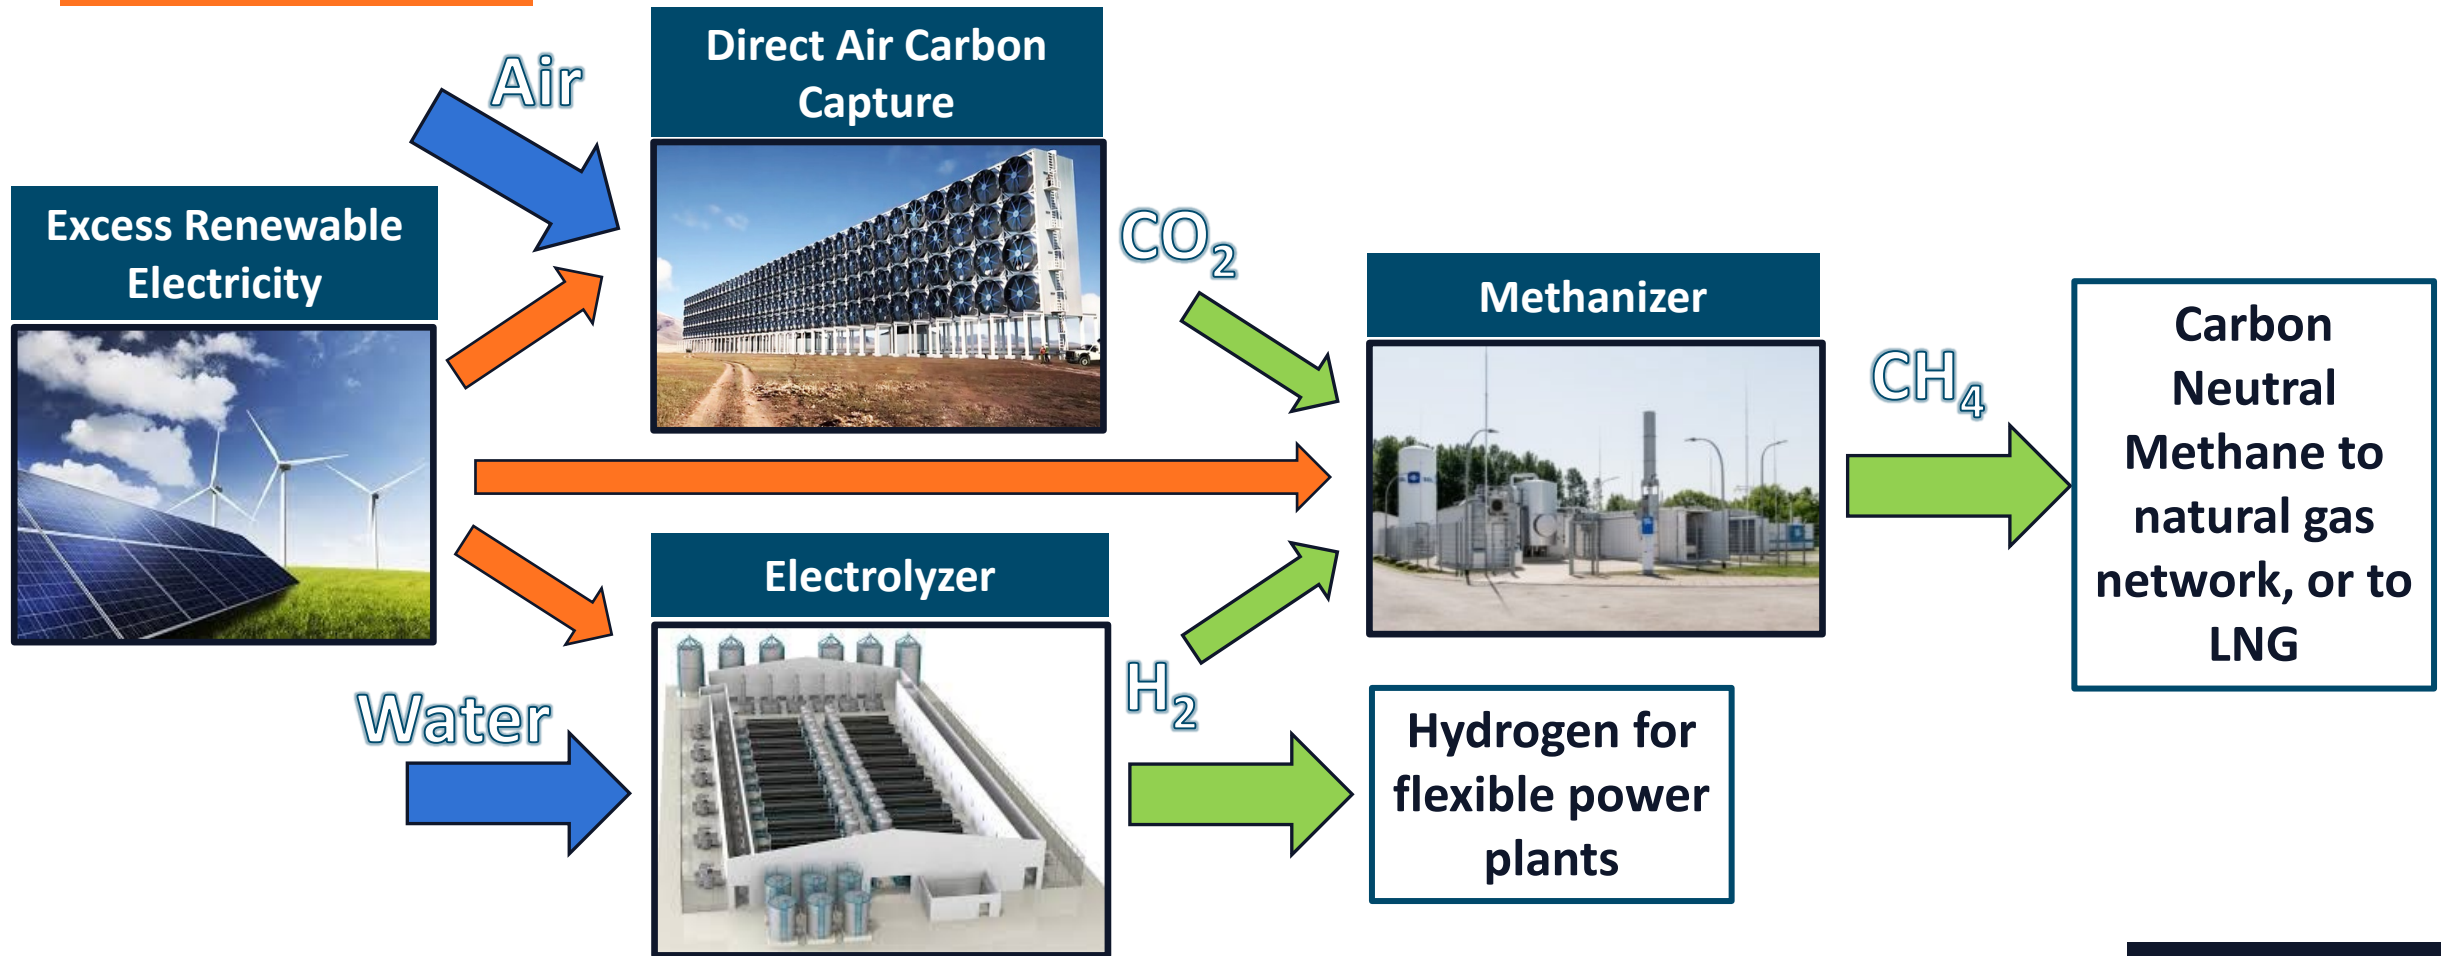 Air
Direct Air Carbon
Capture
Excess Renewable
Electricity
CO₂
Methanizer
CH₄
Carbon
Neutral
Methane to
natural gas
network, or to
LNG
Electrolyzer
Water
H₂
Hydrogen for
flexible power
plants